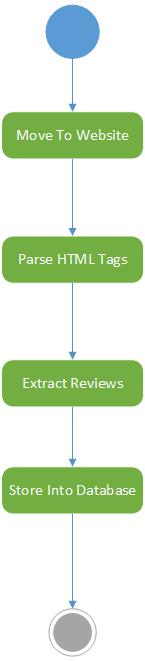 Move To Website
Parse HTML Tags
Extract Reviews
Store Into Database